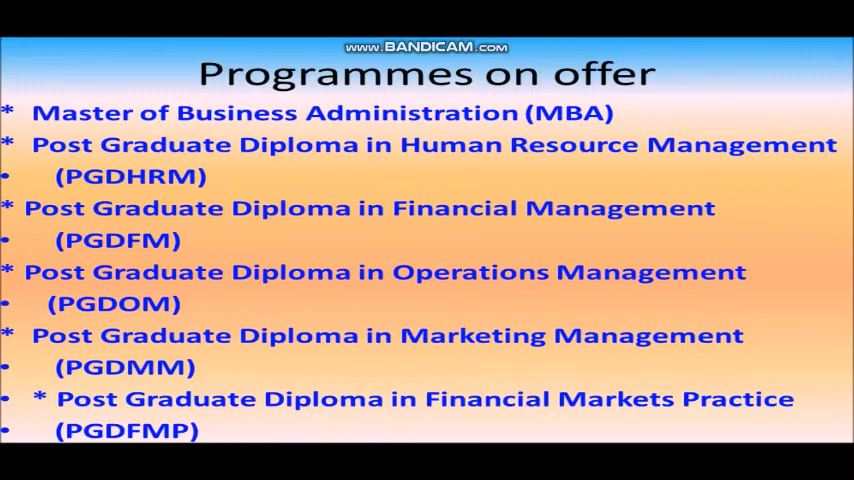 www.BANDICAM.com
Programmes on offer
* Master of Business Administration (MBA)
* Post Graduate Diploma in Human Resource Management
• (PGDHRM)
* Post Graduate Diploma in Financial Management
• (PGDFM)
* Post Graduate Diploma in Operations Management
• (PGDOM)
* Post Graduate Diploma in Marketing Management
• (PGDMM)
• * Post Graduate Diploma in Financial Markets Practice
• (PGDFMP)